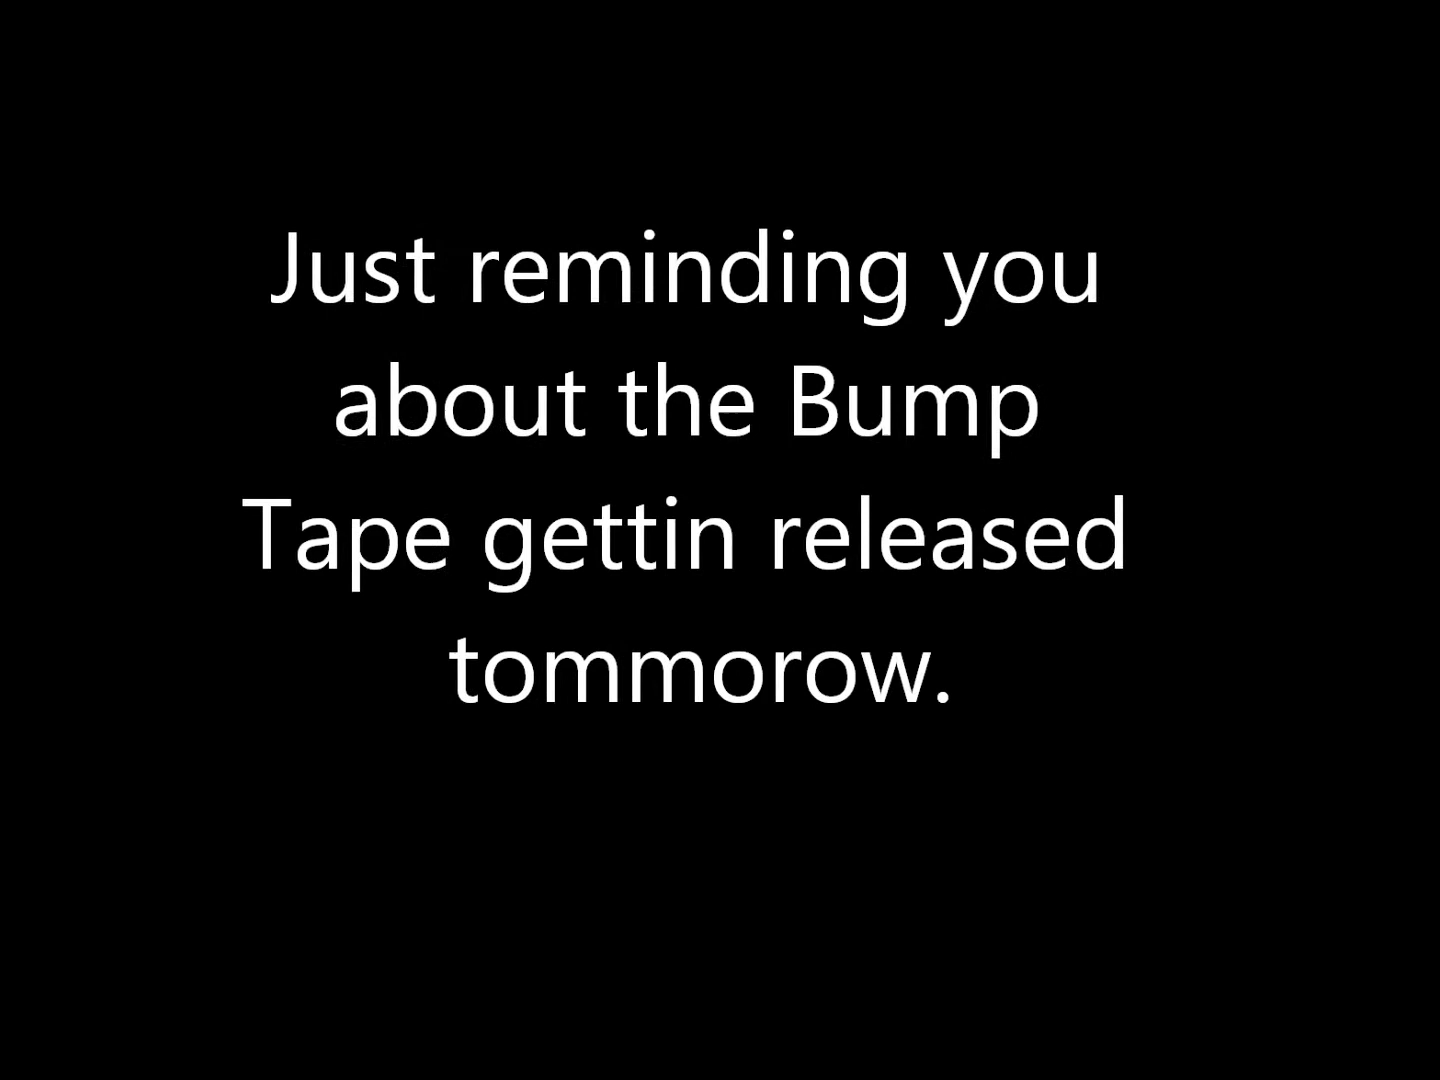 Just reminding you
about the Bump
Tape gettin released
tommorow.